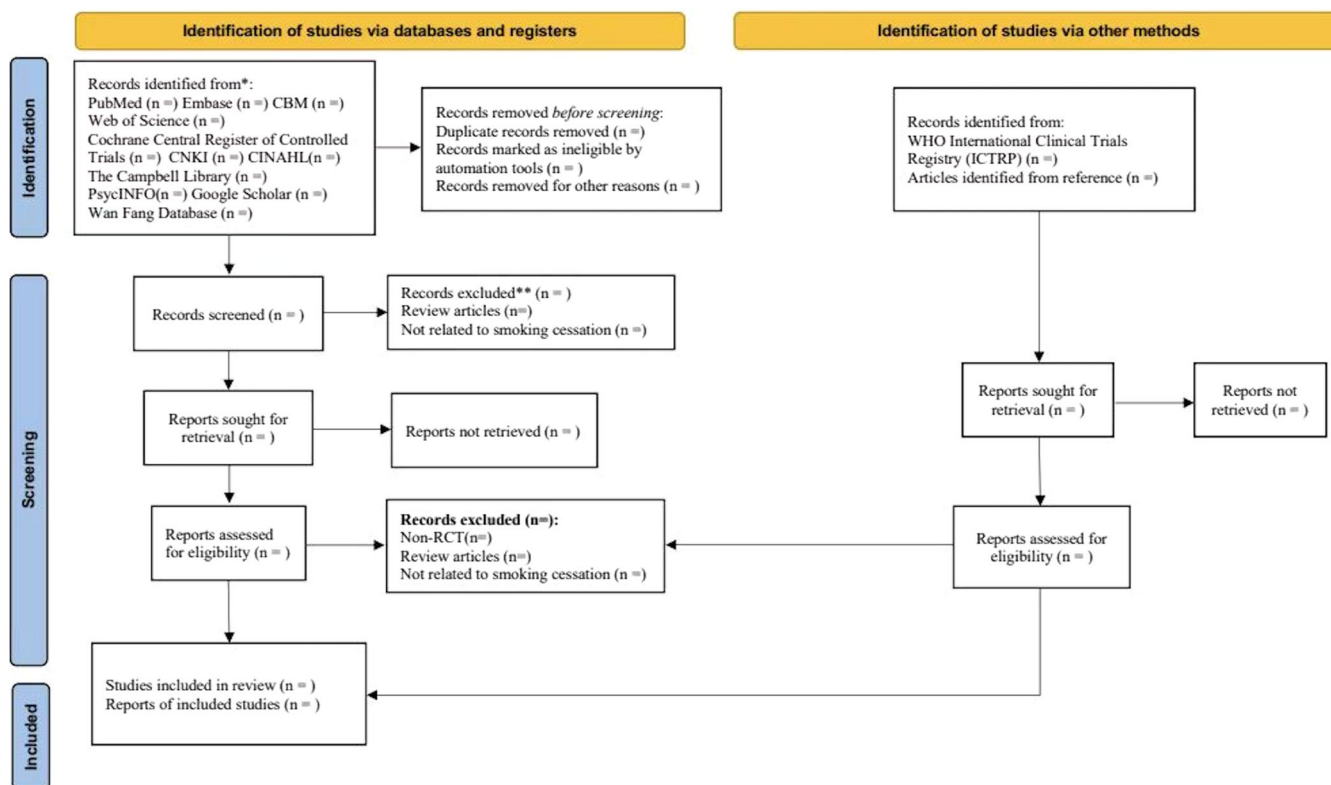 Identification of studies via databases and registers
Identification of studies via other methods
Identification
Records identified from*:
PubMed (n =) Embase (n =) CBM (n =)
Web of Science (n =)
Cochrane Central Register of Controlled
Trials (n =) CNKI (n =) CINAHL(n =)
The Campbell Library (n =)
PsycINFO(n =) Google Scholar (n =)
Wan Fang Database (n =)
Records removed before screening:
Duplicate records removed (n =)
Records marked as ineligible by
automation tools (n = )
Records removed for other reasons (n = )
Records identified from:
WHO International Clinical Trials
Registry (ICTRP) (n =)
Articles identified from reference (n =)
Screening
Records screened (n = )
Records excluded** (n = )
Review articles (n=)
Not related to smoking cessation (n =)
Reports sought for
retrieval (n = )
Reports not retrieved (n = )
Reports sought for
retrieval (n = )
Reports not
retrieved (n = )
Reports assessed
for eligibility (n = )
Records excluded (n=):
Non-RCT(n=)
Review articles (n=)
Not related to smoking cessation (n =)
Reports assessed for
eligibility (n = )
Included
Studies included in review (n = )
Reports of included studies (n = )